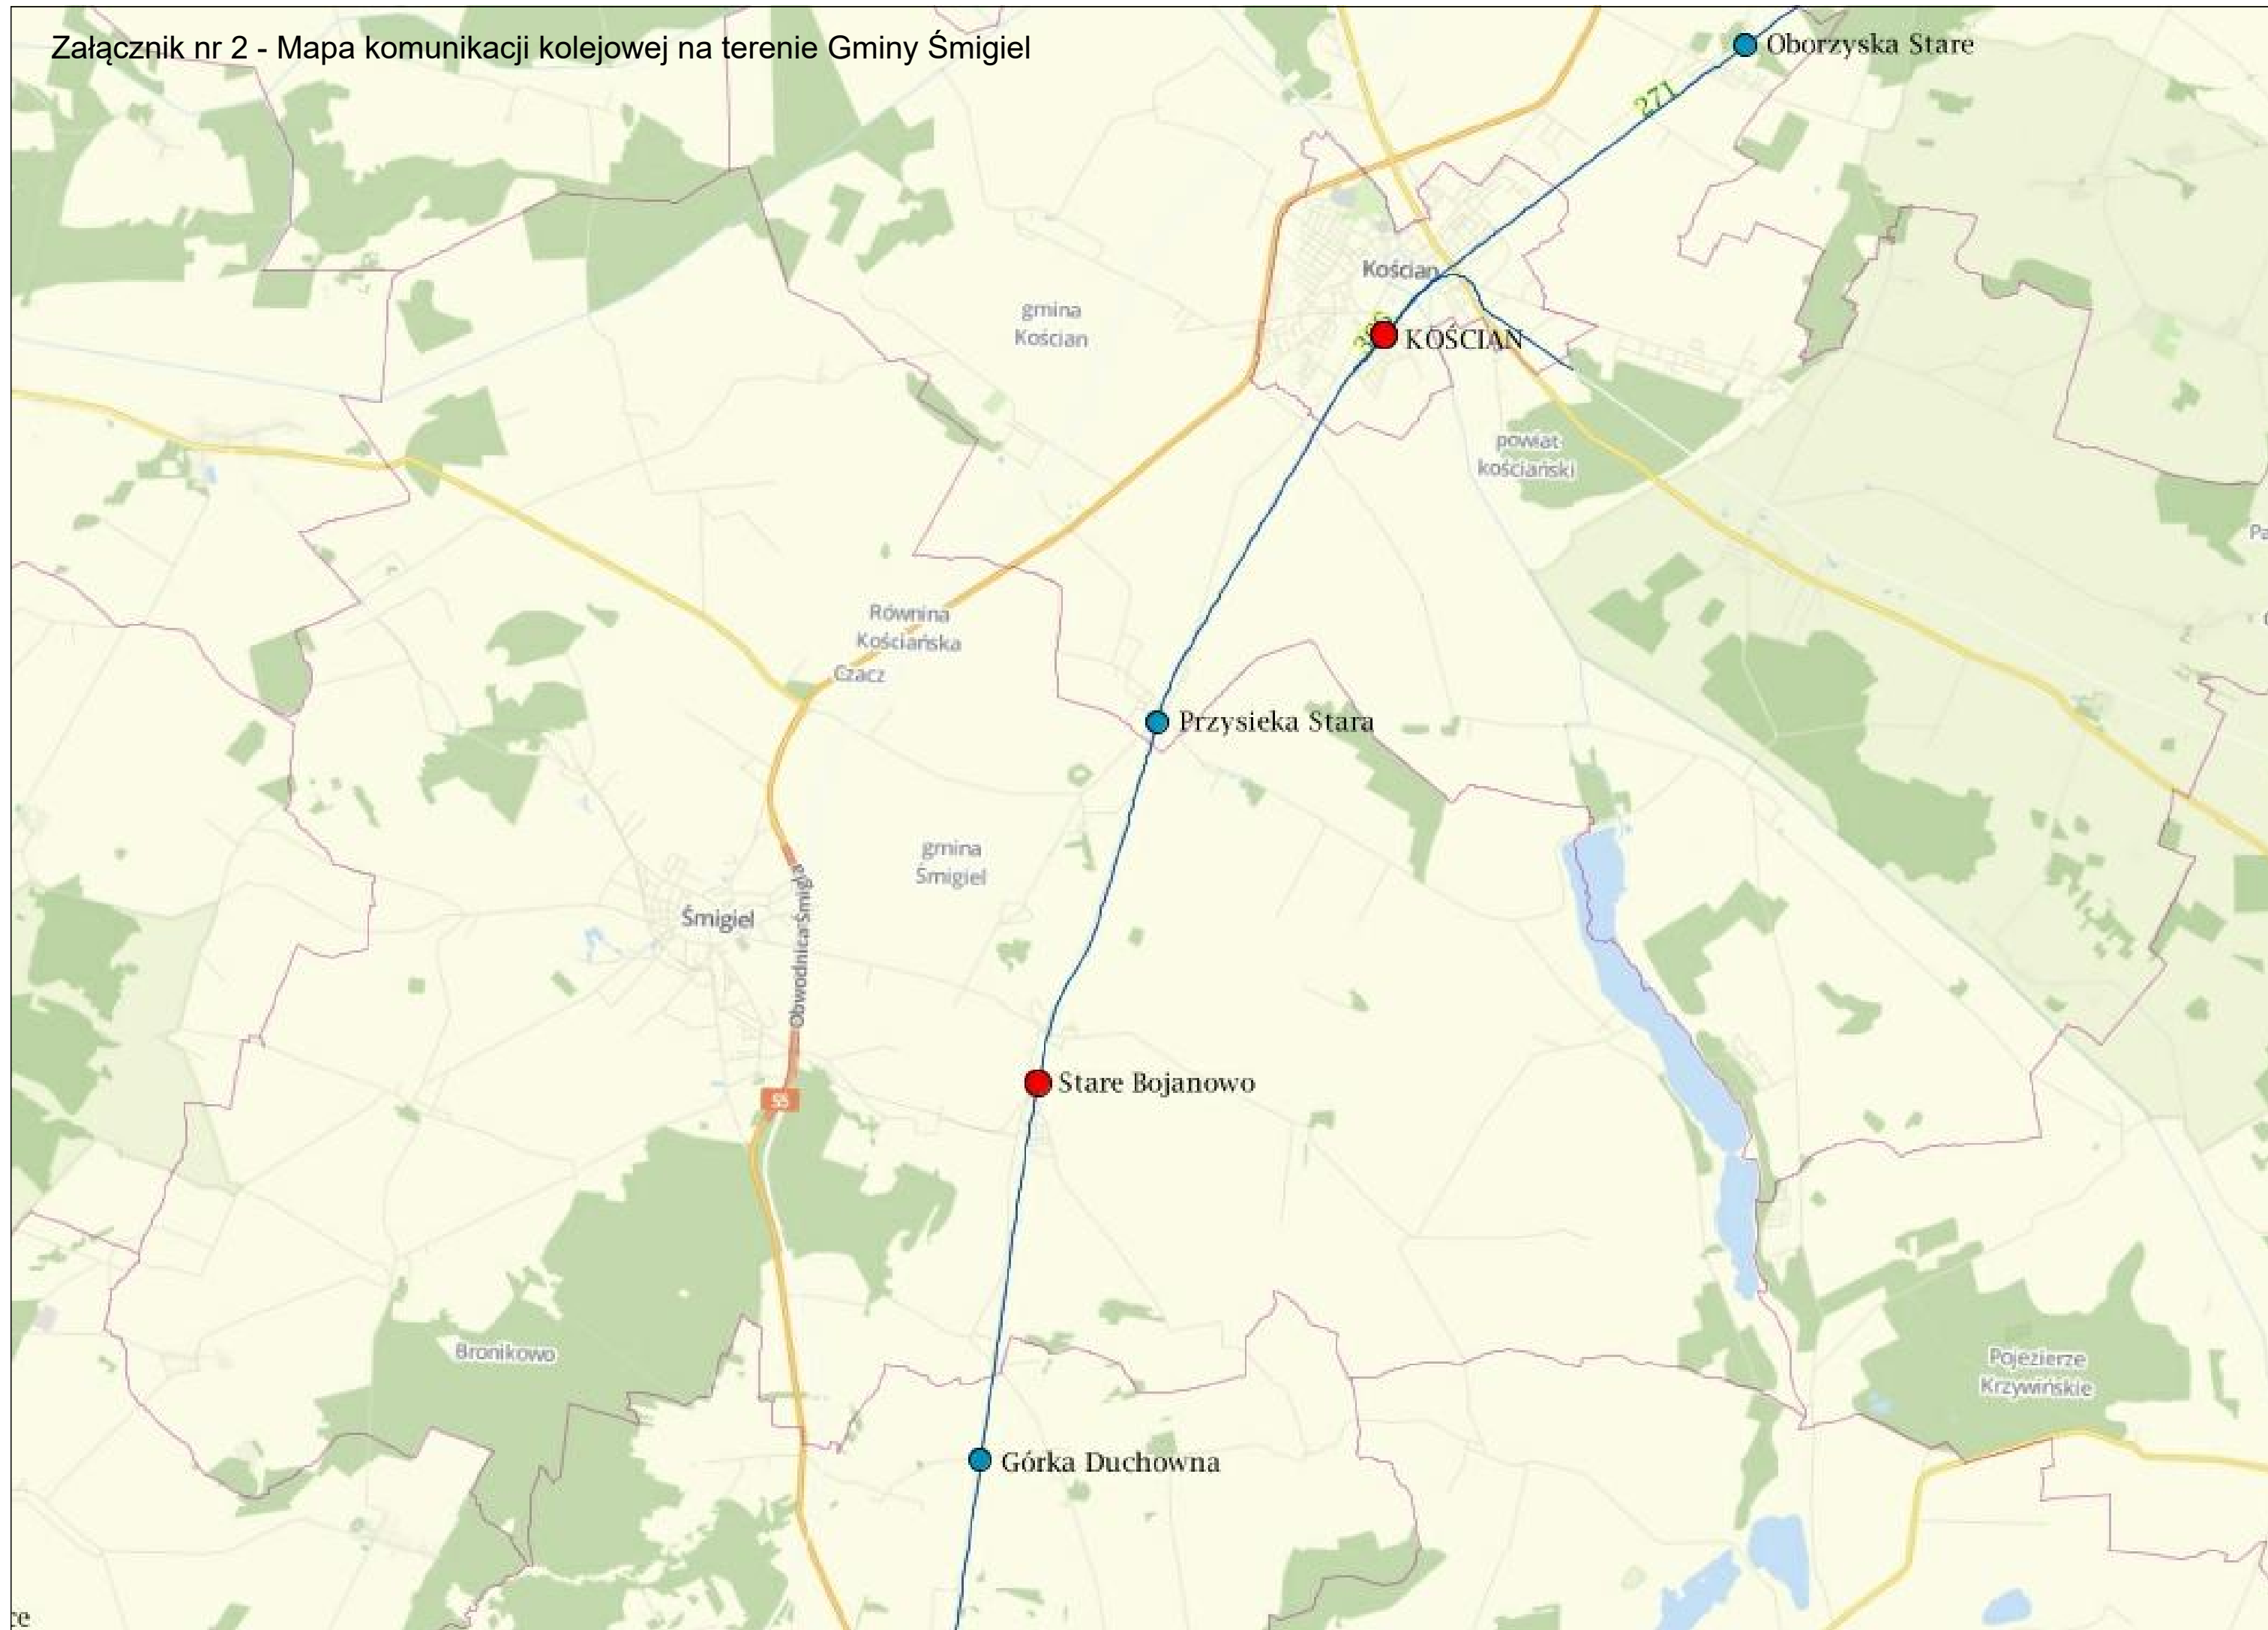 Załącznik nr 2 - Mapa komunikacji kolejowej na terenie Gminy Śmigiel
Oborzyska Stare
271
Kościan
gmina
Kościan
KOŚCIAN
powiat
kościański
Równina
Kościańska
Czacz
Przysieka Stara
gmina
Śmigiel
Śmigiel
Obwodnica Śmigla
Stare Bojanowo
S5
Bronikowo
Pojezierze
Krzywińskie
Górka Duchowna